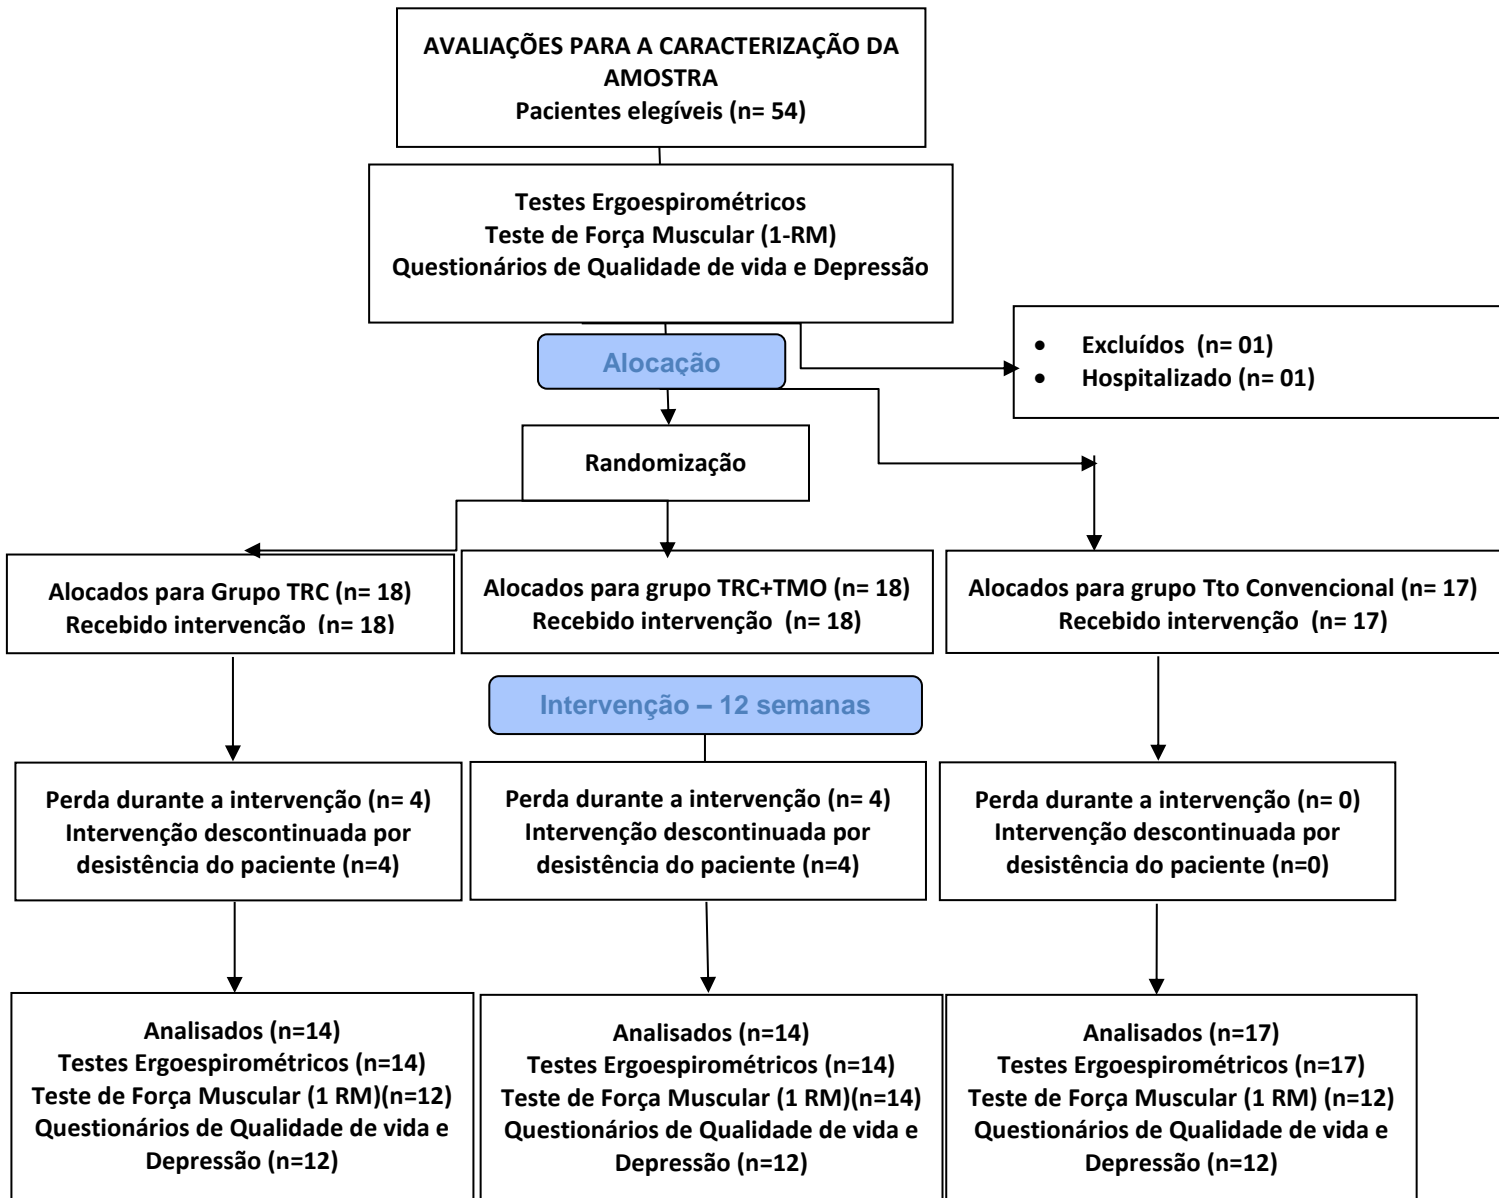 AVALIAÇÕES PARA A CARACTERIZAÇÃO DA
AMOSTRA
Pacientes elegíveis (n= 54)
Testes Ergoespirométricos
Teste de Força Muscular (1-RM)
Questionários de Qualidade de vida e Depressão
Alocação
• Excluídos (n= 01)
• Hospitalizado (n= 01)
Randomização
Alocados para Grupo TRC (n= 18)
Recebido intervenção (n= 18)
Alocados para grupo TRC+TMO (n= 18)
Recebido intervenção (n= 18)
Alocados para grupo Tto Convencional (n= 17)
Recebido intervenção (n= 17)
Intervenção – 12 semanas
Perda durante a intervenção (n= 4)
Intervenção descontinuada por
desistência do paciente (n=4)
Perda durante a intervenção (n= 4)
Intervenção descontinuada por
desistência do paciente (n=4)
Perda durante a intervenção (n= 0)
Intervenção descontinuada por
desistência do paciente (n=0)
Analisados (n=14)
Testes Ergoespirométricos (n=14)
Teste de Força Muscular (1 RM)(n=12)
Questionários de Qualidade de vida e
Depressão (n=12)
Analisados (n=14)
Testes Ergoespirométricos (n=14)
Teste de Força Muscular (1 RM)(n=14)
Questionários de Qualidade de vida e
Depressão (n=12)
Analisados (n=17)
Testes Ergoespirométricos (n=17)
Teste de Força Muscular (1 RM) (n=12)
Questionários de Qualidade de vida e
Depressão (n=12)